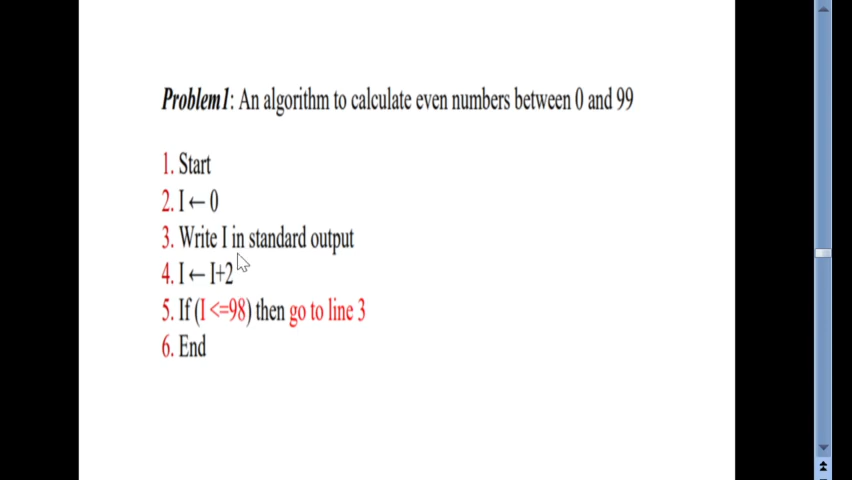 Problem1: An algorithm to calculate even numbers between 0 and 99
1. Start
2. I ← 0
3. Write I in standard output
4. I ← I+2
5. If (I <=98) then go to line 3
6. End